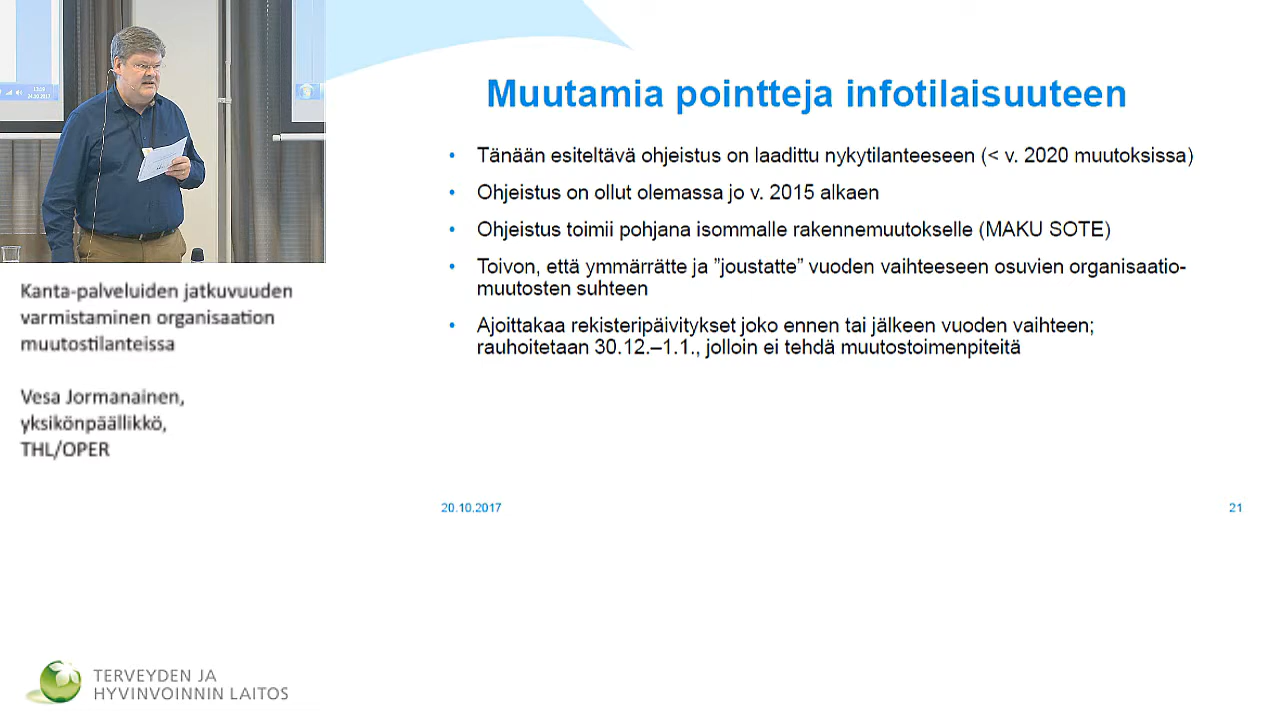 Muutamia pointteja infotilaisuuteen
• Tänään esiteltävä ohjeistus on laadittu nykytilanteeseen (< v. 2020 muutoksissa)
• Ohjeistus on ollut olemassa jo v. 2015 alkaen
• Ohjeistus toimii pohjana isommalle rakennemuutokselle (MAKU SOTE)
• Toivon, että ymmärrätte ja ”joustatte” vuoden vaihteeseen osuvien organisaatio-
muutosten suhteen
• Ajoittakaa rekisteripäivitykset joko ennen tai jälkeen vuoden vaihteen;
rauhoitetaan 30.12.–1.1., jolloin ei tehdä muutostoimenpiteitä
20.10.2017
21
Kanta-palveluiden jatkuvuuden
varmistaminen organisaation
muutostilanteissa
Vesa Jormanainen,
yksikönpäällikkö,
THL/OPER
TERVEYDEN JA
HYVINVOINNIN LAITOS